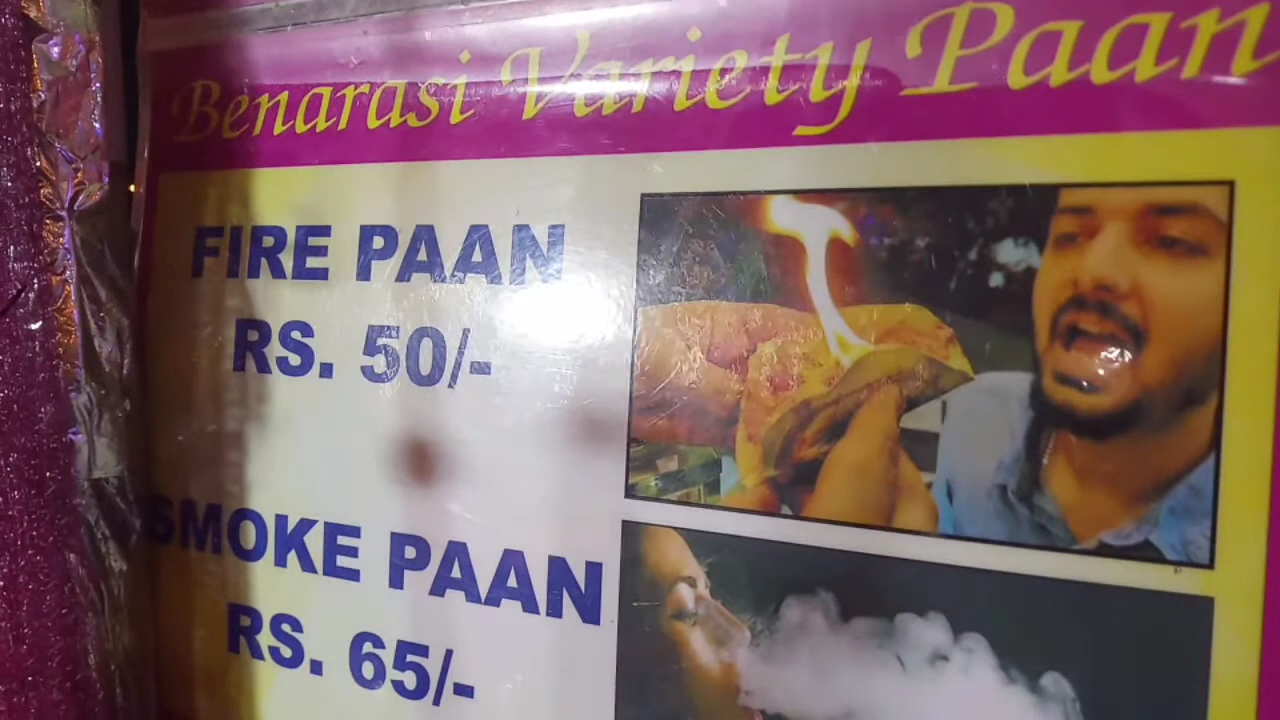 Benarasi Variety Paan
FIRE PAAN
RS. 50/-
SMOKE PAAN
RS. 65/-